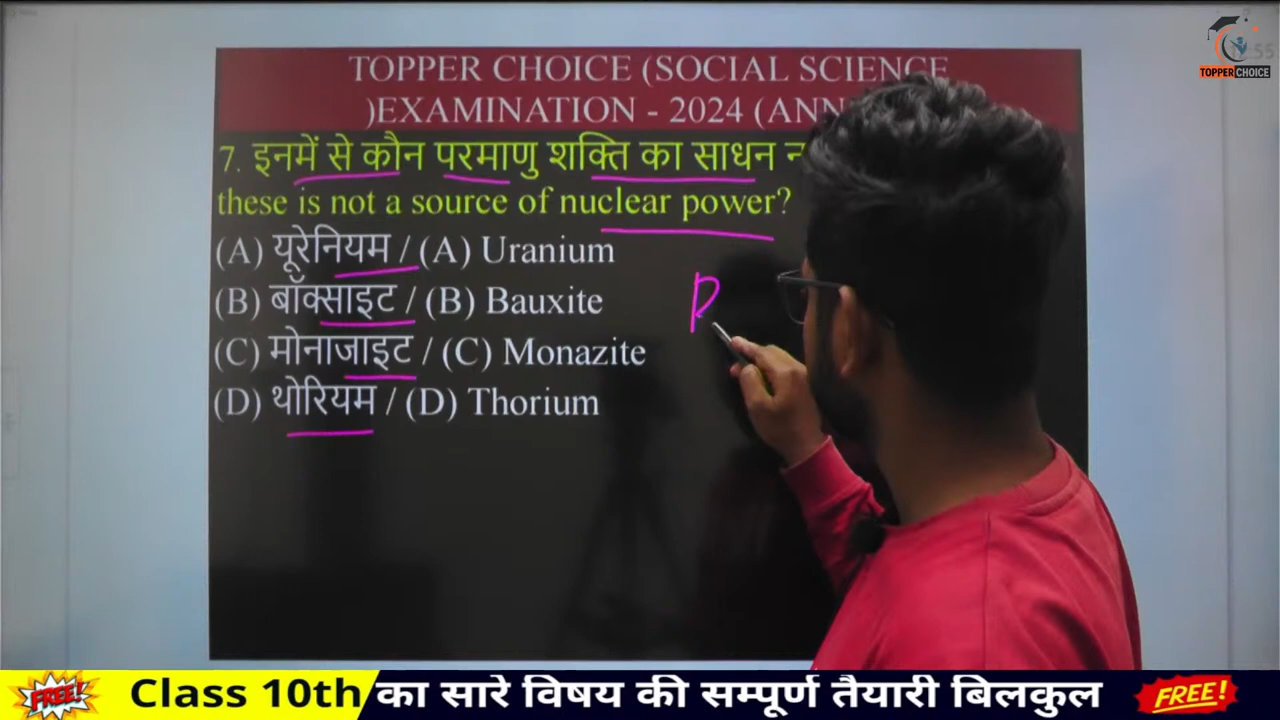 TOPPER CHOICE (SOCIAL SCIENCE
)EXAMINATION - 2024 (ANN
7. इनमें से कौन परमाणु शक्ति का साधन
these is not a source of nuclear power?
(A) यूरेनियम / (A) Uranium
(B) बॉक्साइट / (B) Bauxite
(C) मोनाजाइट / (C) Monazite
(D) थोरियम / (D) Thorium
TOPPER CHOICE
FREE! Class 10th का सारे विषय की सम्पूर्ण तैयारी बिलकुल FREE!